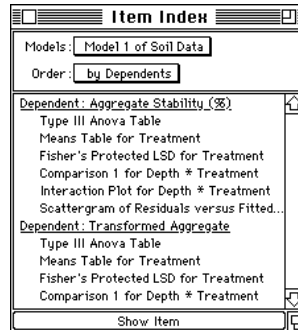 Item Index
Models: Model 1 of Soil Data
Order: by Dependents
Dependent: Aggregate Stability (%)
Type III Anova Table
Means Table for Treatment
Fisher's Protected LSD for Treatment
Comparison 1 for Depth * Treatment
Interaction Plot for Depth * Treatment
Scattergram of Residuals versus Fitted...
Dependent: Transformed Aggregate
Type III Anova Table
Means Table for Treatment
Fisher's Protected LSD for Treatment
Comparison 1 for Depth * Treatment
Show Item